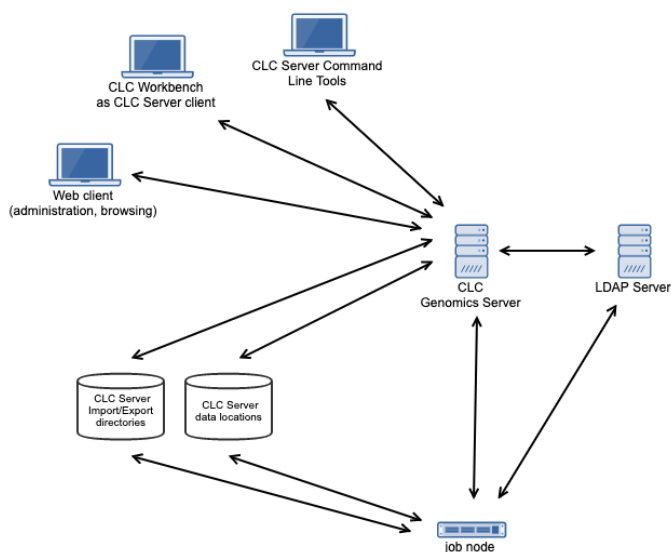 CLC Server Command
Line Tools
CLC Workbench
as CLC Server client
Web client
(administration, browsing)
CLC
Genomics Server
LDAP Server
CLC Server
Import/Export
directories
CLC Server
data locations
job node